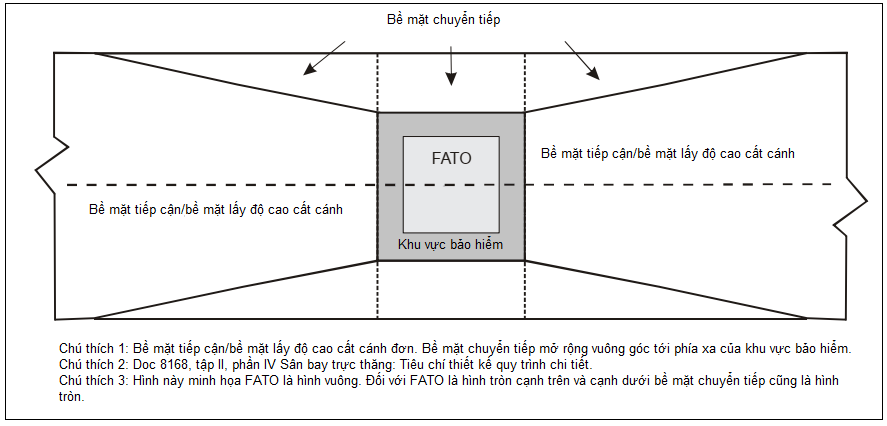 Bề mặt chuyển tiếp
FATO
Bề mặt tiếp cận/bề mặt lấy độ cao cất cánh
Bề mặt tiếp cận/bề mặt lấy độ cao cất cánh
Khu vực bảo hiểm
Chú thích 1: Bề mặt tiếp cận/bề mặt lấy độ cao cất cánh đơn. Bề mặt chuyển tiếp mở rộng vuông góc tới phía xa của khu vực bảo hiểm.
Chú thích 2: Doc 8168, tập II, phần IV Sân bay trực thăng: Tiêu chí thiết kế quy trình chi tiết.
Chú thích 3: Hình này minh họa FATO là hình vuông. Đối với FATO là hình tròn cạnh trên và cạnh dưới bề mặt chuyển tiếp cũng là hình
tròn.